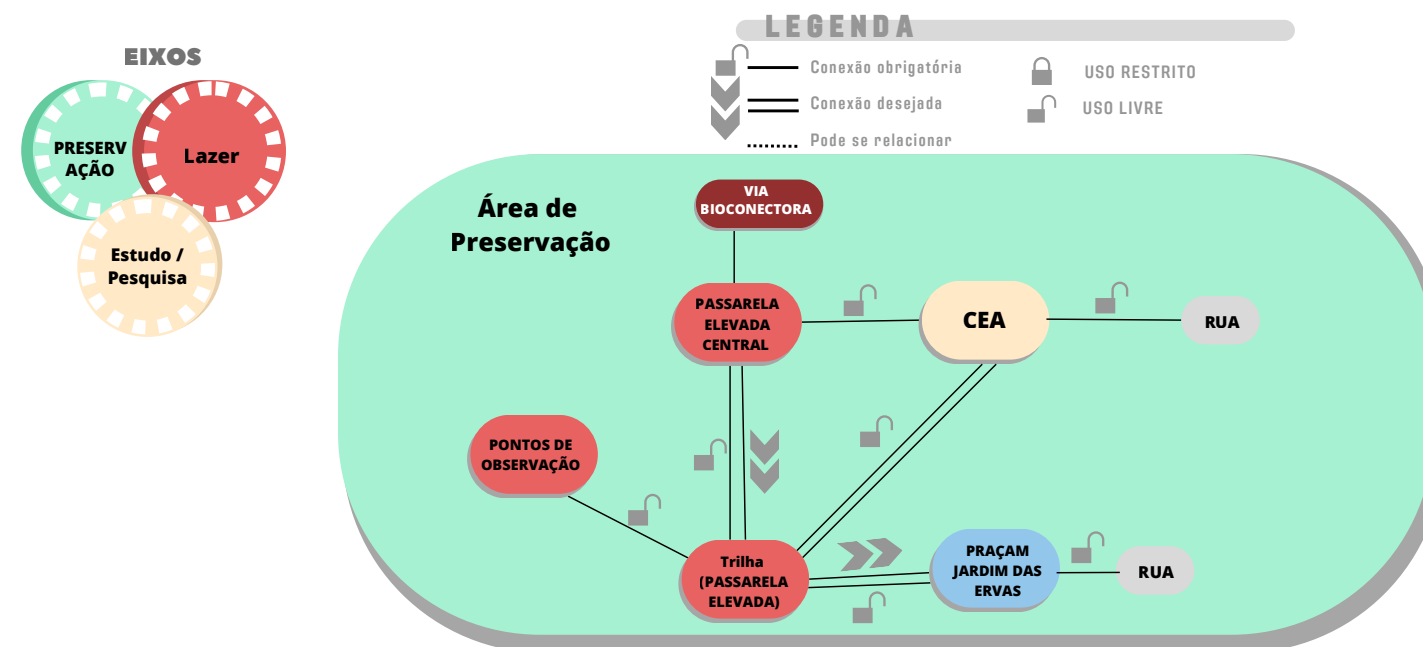 EIXOS
PRESERV
AÇÃO
Lazer
Estudo /
Pesquisa
LEGENDA
Conexão obrigatória
Conexão desejada
Pode se relacionar
USO RESTRITO
USO LIVRE
Área de
Preservação
VIA
BIOCONECTORA
PASSARELA
ELEVADA
CENTRAL
CEA
RUA
PONTOS DE
OBSERVAÇÃO
Trilha
(PASSARELA
ELEVADA)
PRAÇAM
JARDIM DAS
ERVAS
RUA